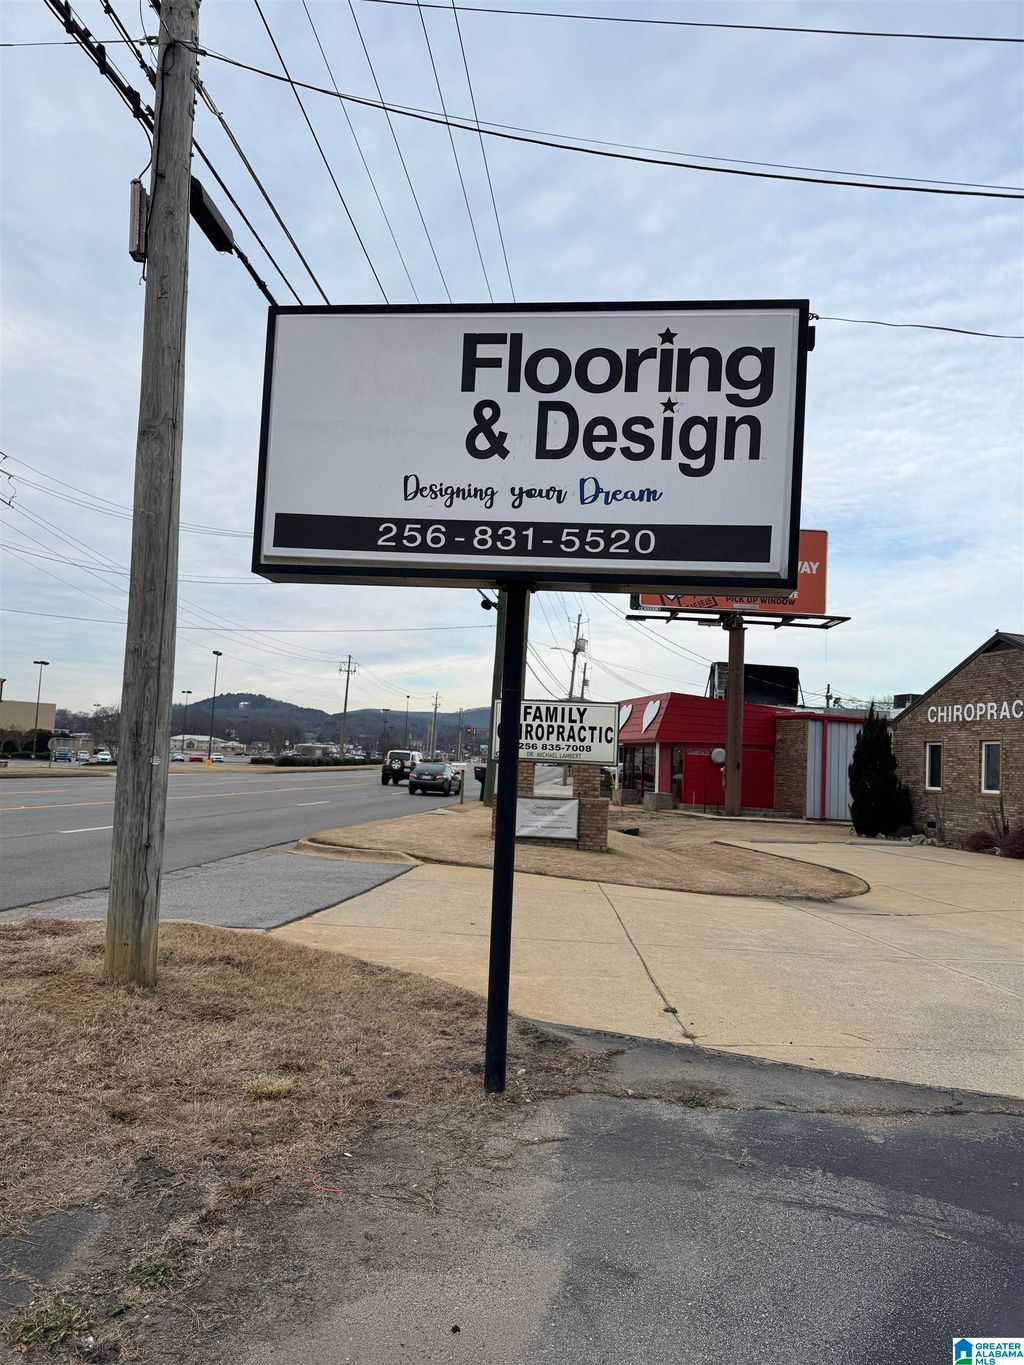 Flooring
& Design
Designing your Dream
256-831-5520
WAY
PICK UP WINDOW
FAMILY
CHIROPRACTIC
256 835-7008
DR. MICHAEL LAMBERT
CHIROPRAC
GREATER
ALABAMA
MLS